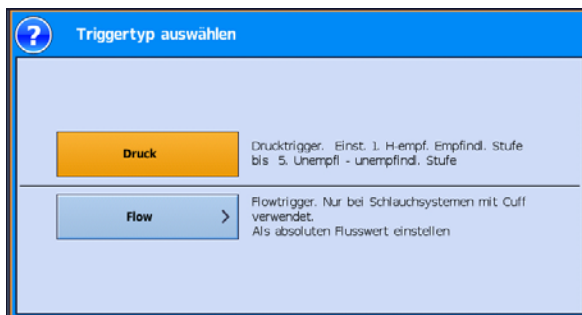 ?
Triggertyp auswählen
Druck
Drucktrigger. Einst. 1. H-empf. Empfindl. Stufe
bis 5. Unempfl - unempfindl. Stufe
Flow >
Flowtrigger. Nur bei Schlauchsystemen mit Cuff
verwendet.
Als absoluten Flusswert einstellen